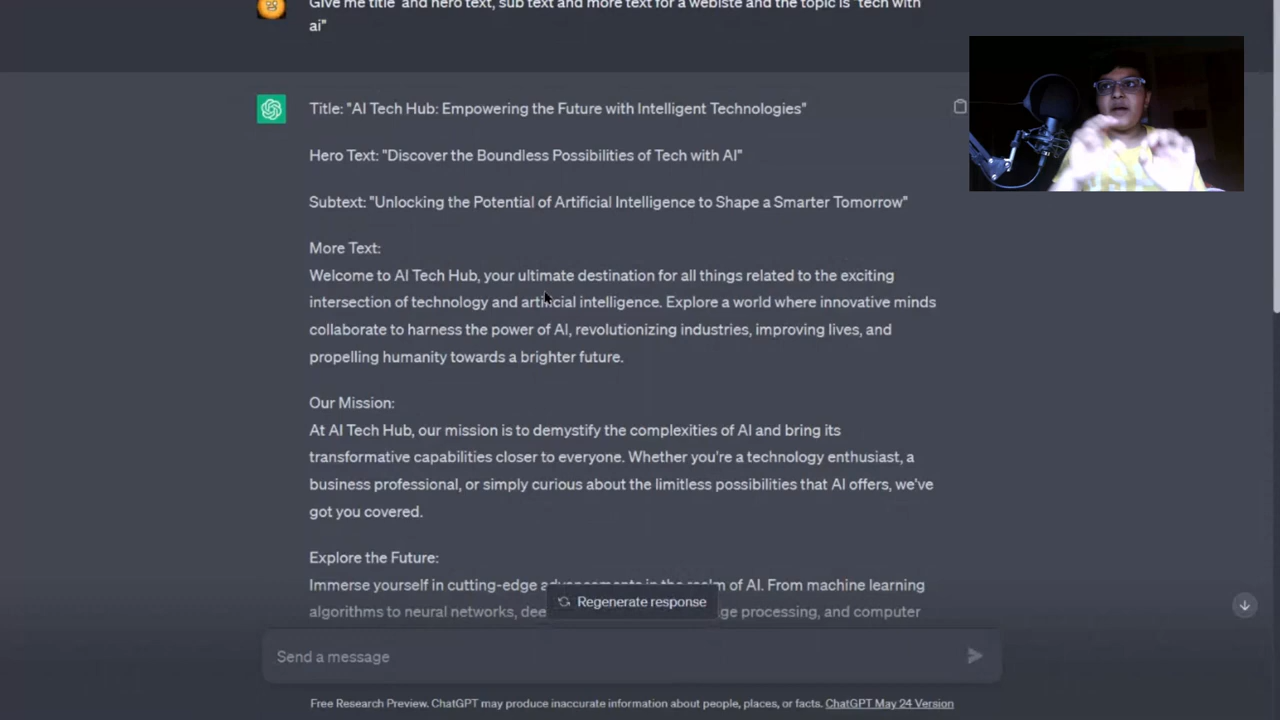 Give me title and hero text, sub text and more text for a webiste and the topic is "tech with
ai"
Title: "AI Tech Hub: Empowering the Future with Intelligent Technologies"
Hero Text: "Discover the Boundless Possibilities of Tech with AI"
Subtext: "Unlocking the Potential of Artificial Intelligence to Shape a Smarter Tomorrow"
More Text:
Welcome to AI Tech Hub, your ultimate destination for all things related to the exciting
intersection of technology and artificial intelligence. Explore a world where innovative minds
collaborate to harness the power of AI, revolutionizing industries, improving lives, and
propelling humanity towards a brighter future.
Our Mission:
At AI Tech Hub, our mission is to demystify the complexities of AI and bring its
transformative capabilities closer to everyone. Whether you're a technology enthusiast, a
business professional, or simply curious about the limitless possibilities that AI offers, we've
got you covered.
Explore the Future:
Immerse yourself in cutting-edge advancements in the realm of AI. From machine learning
algorithms to neural networks, processing, and computer
Regenerate response
Send a message
Free Research Preview. ChatGPT may produce inaccurate information about people, places, or facts. ChatGPT May 24 Version